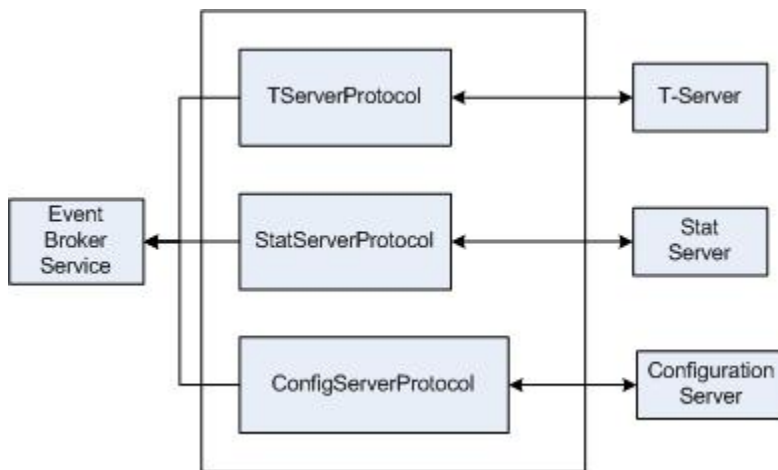 TServerProtocol
T-Server
Event
Broker
Service
StatServerProtocol
Stat
Server
ConfigServerProtocol
Configuration
Server